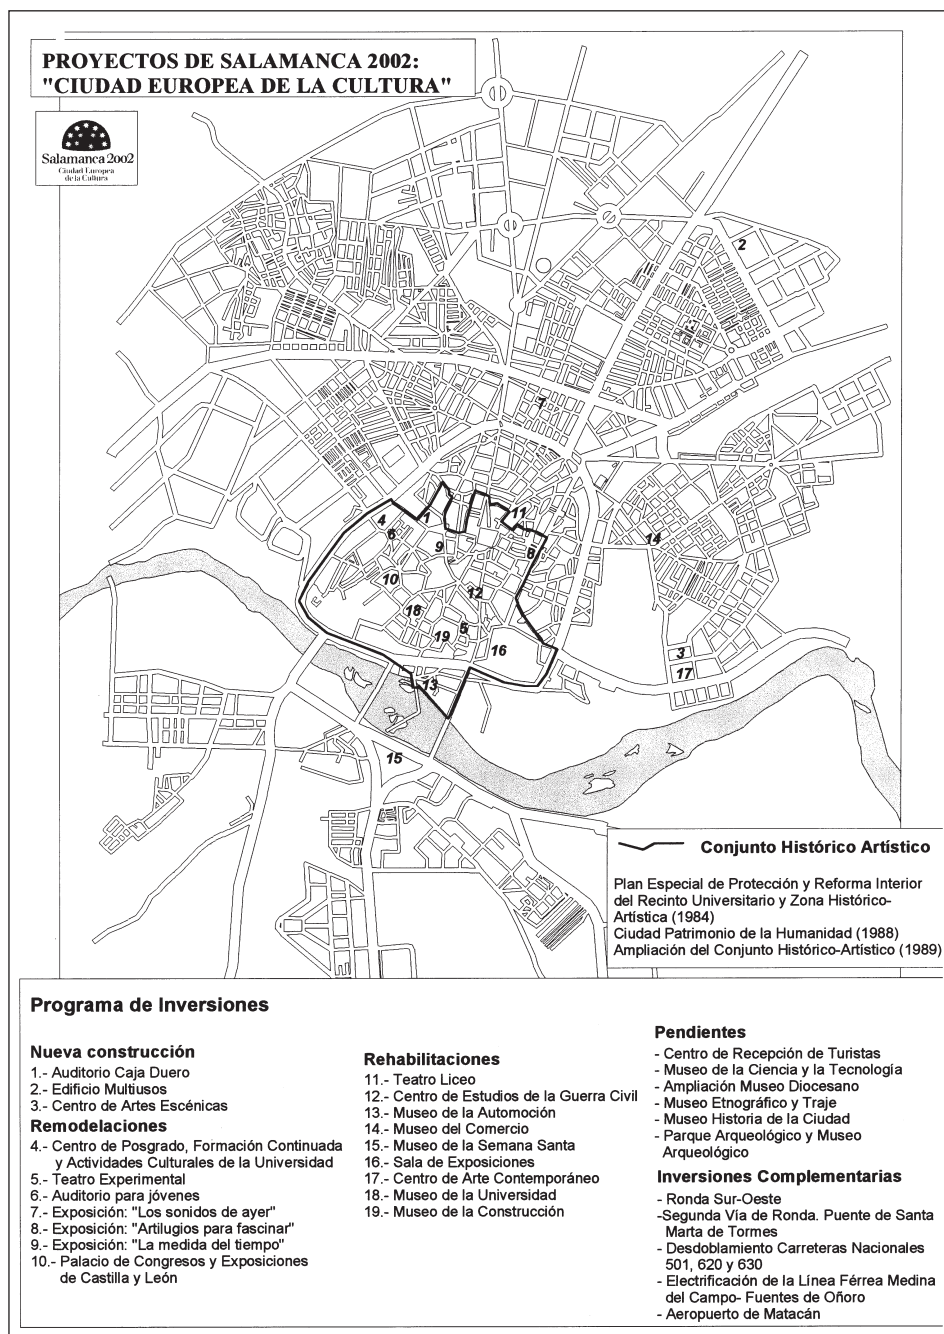 PROYECTOS DE SALAMANCA 2002:
"CIUDAD EUROPEA DE LA CULTURA"
Salamanca 2002
Ciudad Europea
de la Cultura
2
7
11
1
4
6
9
8
14
10
12
18
5
19
16
3
17
13
15
Conjunto Histórico Artístico
Plan Especial de Protección y Reforma Interior
del Recinto Universitario y Zona Histórico-
Artística (1984)
Ciudad Patrimonio de la Humanidad (1988)
Ampliación del Conjunto Histórico-Artístico (1989)
Programa de Inversiones
Nueva construcción
1.- Auditorio Caja Duero
2.- Edificio Multiusos
3.- Centro de Artes Escénicas
Remodelaciones
4.- Centro de Posgrado, Formación Continuada
y Actividades Culturales de la Universidad
5.- Teatro Experimental
6.- Auditorio para jóvenes
7.- Exposición: "Los sonidos de ayer"
8.- Exposición: "Artilugios para fascinar"
9.- Exposición: "La medida del tiempo"
10.- Palacio de Congresos y Exposiciones
de Castilla y León
Rehabilitaciones
11.- Teatro Liceo
12.- Centro de Estudios de la Guerra Civil
13.- Museo de la Automoción
14.- Museo del Comercio
15.- Museo de la Semana Santa
16.- Sala de Exposiciones
17.- Centro de Arte Contemporáneo
18.- Museo de la Universidad
19.- Museo de la Construcción
Pendientes
- Centro de Recepción de Turistas
- Museo de la Ciencia y la Tecnología
- Ampliación Museo Diocesano
- Museo Etnográfico y Traje
- Museo Historia de la Ciudad
- Parque Arqueológico y Museo
Arqueológico
Inversiones Complementarias
- Ronda Sur-Oeste
-Segunda Vía de Ronda. Puente de Santa
Marta de Tormes
- Desdoblamiento Carreteras Nacionales
501, 620 y 630
- Electrificación de la Línea Férrea Medina
del Campo- Fuentes de Oñoro
- Aeropuerto de Matacán